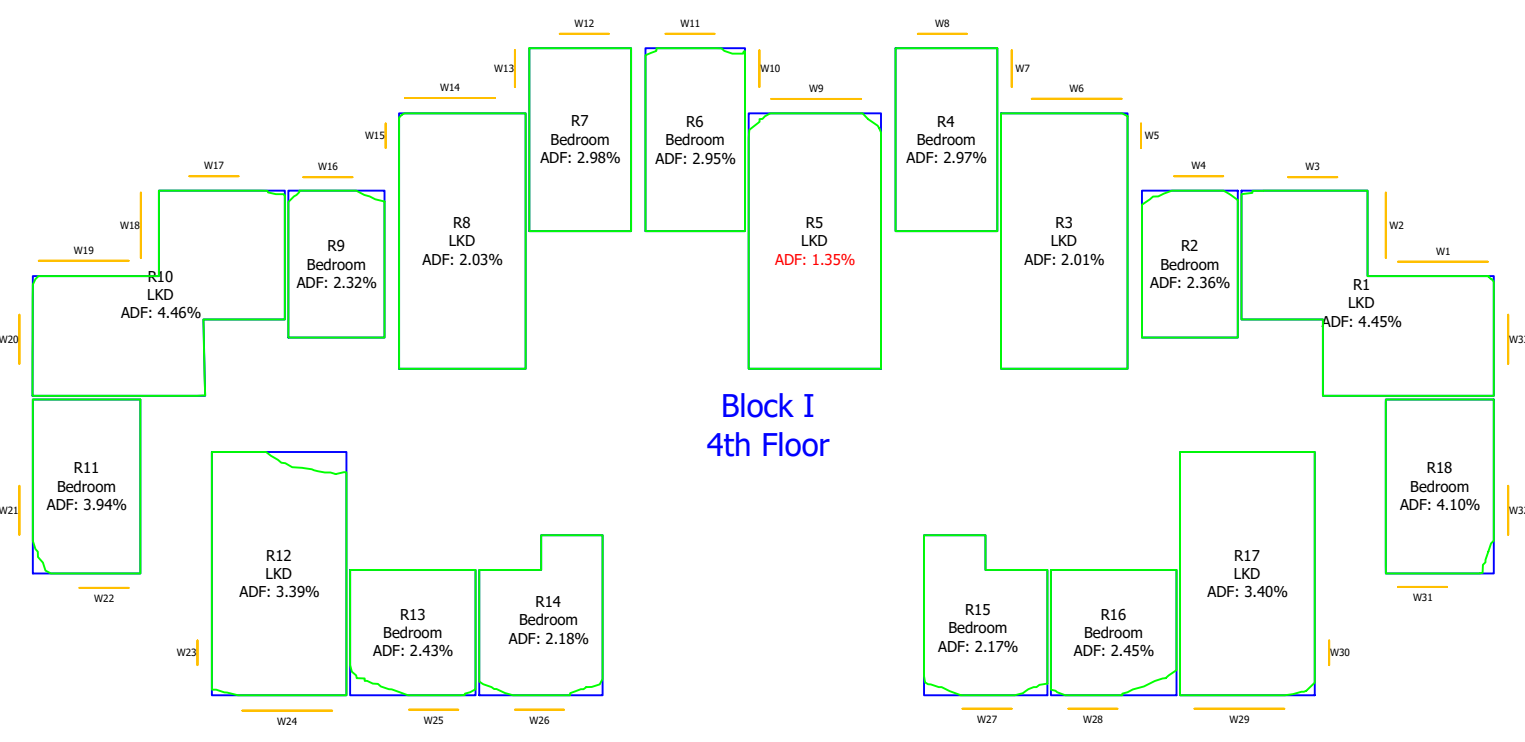 W12
W11
W8
W13
W10
W7
W14
W9
W6
R7
Bedroom
ADF: 2.98%
R6
Bedroom
ADF: 2.95%
R4
Bedroom
ADF: 2.97%
W15
W5
W17
W16
W4
W3
R8
LKD
ADF: 2.03%
R5
LKD
ADF: 1.35%
R3
LKD
ADF: 2.01%
W18
W2
W19
W1
R9
Bedroom
ADF: 2.32%
R2
Bedroom
ADF: 2.36%
R10
LKD
ADF: 4.46%
R1
LKD
ADF: 4.45%
W20
Block I
4th Floor
R11
Bedroom
ADF: 3.94%
R18
Bedroom
ADF: 4.10%
W21
R12
LKD
ADF: 3.39%
R17
LKD
ADF: 3.40%
W22
W31
R13
Bedroom
ADF: 2.43%
R14
Bedroom
ADF: 2.18%
R15
Bedroom
ADF: 2.17%
R16
Bedroom
ADF: 2.45%
W23
W30
W24
W25
W26
W27
W28
W29